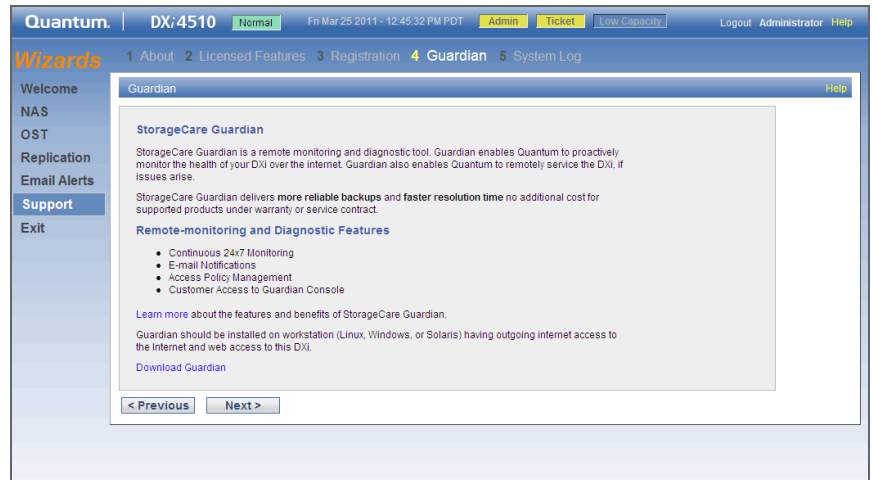 Quantum. DXi4510 Normal Fri Mar 25 2011 - 12:45:32 PM PDT Admin Ticket Low Capacity Logout Administrator Help
Wizards 1 About 2 Licensed Features 3 Registration 4 Guardian 5 System Log
Welcome
NAS
OST
Replication
Email Alerts
Support
Exit
Guardian Help
StorageCare Guardian
StorageCare Guardian is a remote monitoring and diagnostic tool. Guardian enables Quantum to proactively
monitor the health of your DXi over the internet. Guardian also enables Quantum to remotely service the DXi, if
issues arise.
StorageCare Guardian delivers more reliable backups and faster resolution time no additional cost for
supported products under warranty or service contract.
Remote-monitoring and Diagnostic Features
• Continuous 24x7 Monitoring
• E-mail Notifications
• Access Policy Management
• Customer Access to Guardian Console
Learn more about the features and benefits of StorageCare Guardian.
Guardian should be installed on workstation (Linux, Windows, or Solaris) having outgoing internet access to
the Internet and web access to this DXi.
Download Guardian
< Previous Next >